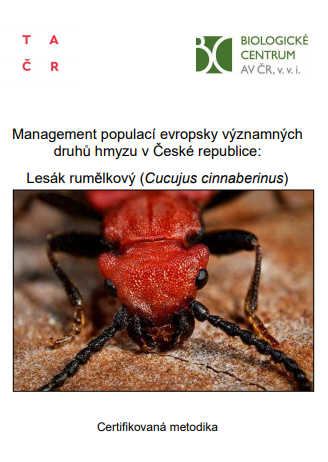 T A
Č R
BIOLOGICKÉ
CENTRUM
AV ČR, v. v. i.
Management populací evropsky významných
druhů hmyzu v České republice:
Lesák rumělkový (Cucujus cinnaberinus)
Certifikovaná metodika